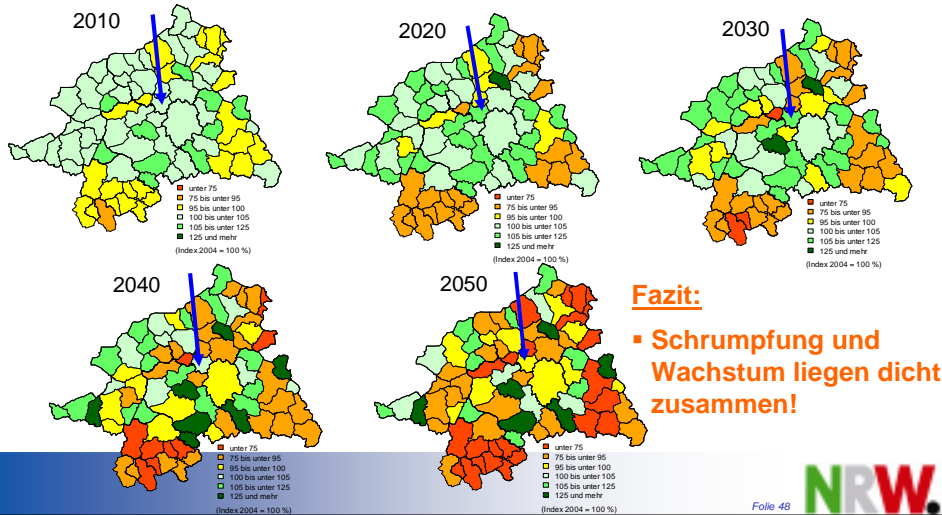 2010
unter 75
75 bis unter 95
95 bis unter 100
100 bis unter 105
105 bis unter 125
125 und mehr
(Index 2004 = 100 %)
2020
unter 75
75 bis unter 95
95 bis unter 100
100 bis unter 105
105 bis unter 125
125 und mehr
(Index 2004 = 100 %)
2030
unter 75
75 bis unter 95
95 bis unter 100
100 bis unter 105
105 bis unter 125
125 und mehr
(Index 2004 = 100 %)
2040
unter 75
75 bis unter 95
95 bis unter 100
100 bis unter 105
105 bis unter 125
125 und mehr
(Index 2004 = 100 %)
2050
unter 75
75 bis unter 95
95 bis unter 100
100 bis unter 105
105 bis unter 125
125 und mehr
(Index 2004 = 100 %)
Fazit:
▪ Schrumpfung und
Wachstum liegen dicht
zusammen!
Folie 48
NRW.